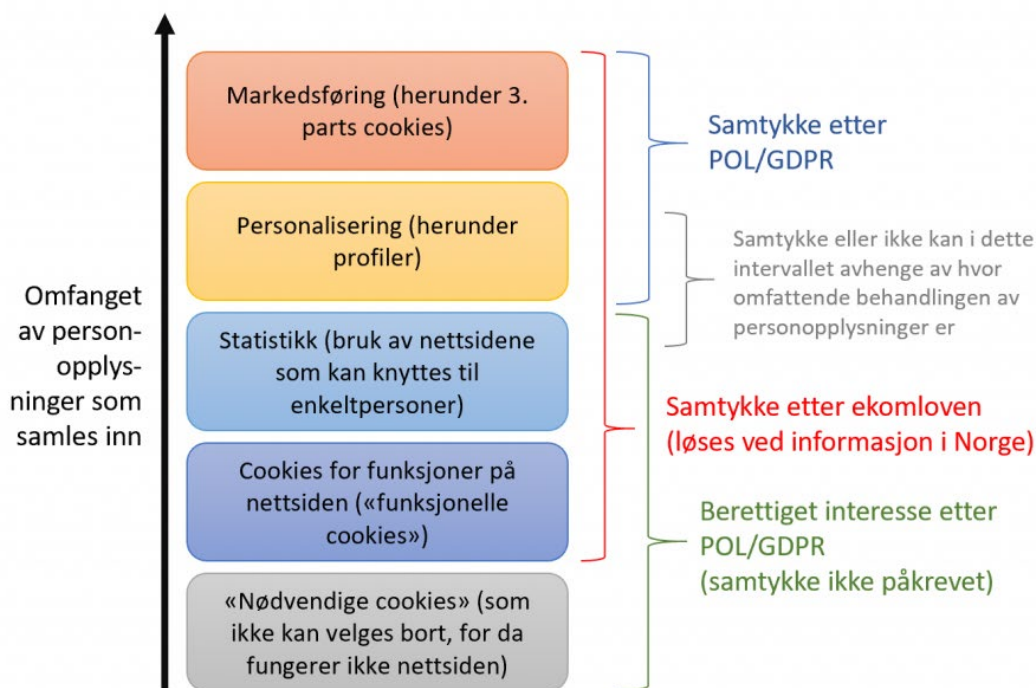 Markedsføring (herunder 3.
parts cookies)
Personalisering (herunder
profiler)
Statistikk (bruk av nettsidene
som kan knyttes til
enkeltpersoner)
Cookies for funksjoner på
nettsiden («funksjonelle
cookies»)
«Nødvendige cookies» (som
ikke kan velges bort, for da
fungerer ikke nettsiden)
Omfanget
av person-
opplys-
ninger som
samles inn
Samtykke etter
POL/GDPR
Samtykke eller ikke kan i dette
intervallet avhenge av hvor
omfattende behandlingen av
personopplysninger er
Samtykke etter ekomloven
(løses ved informasjon i Norge)
Berettiget interesse etter
POL/GDPR
(samtykke ikke påkrevet)